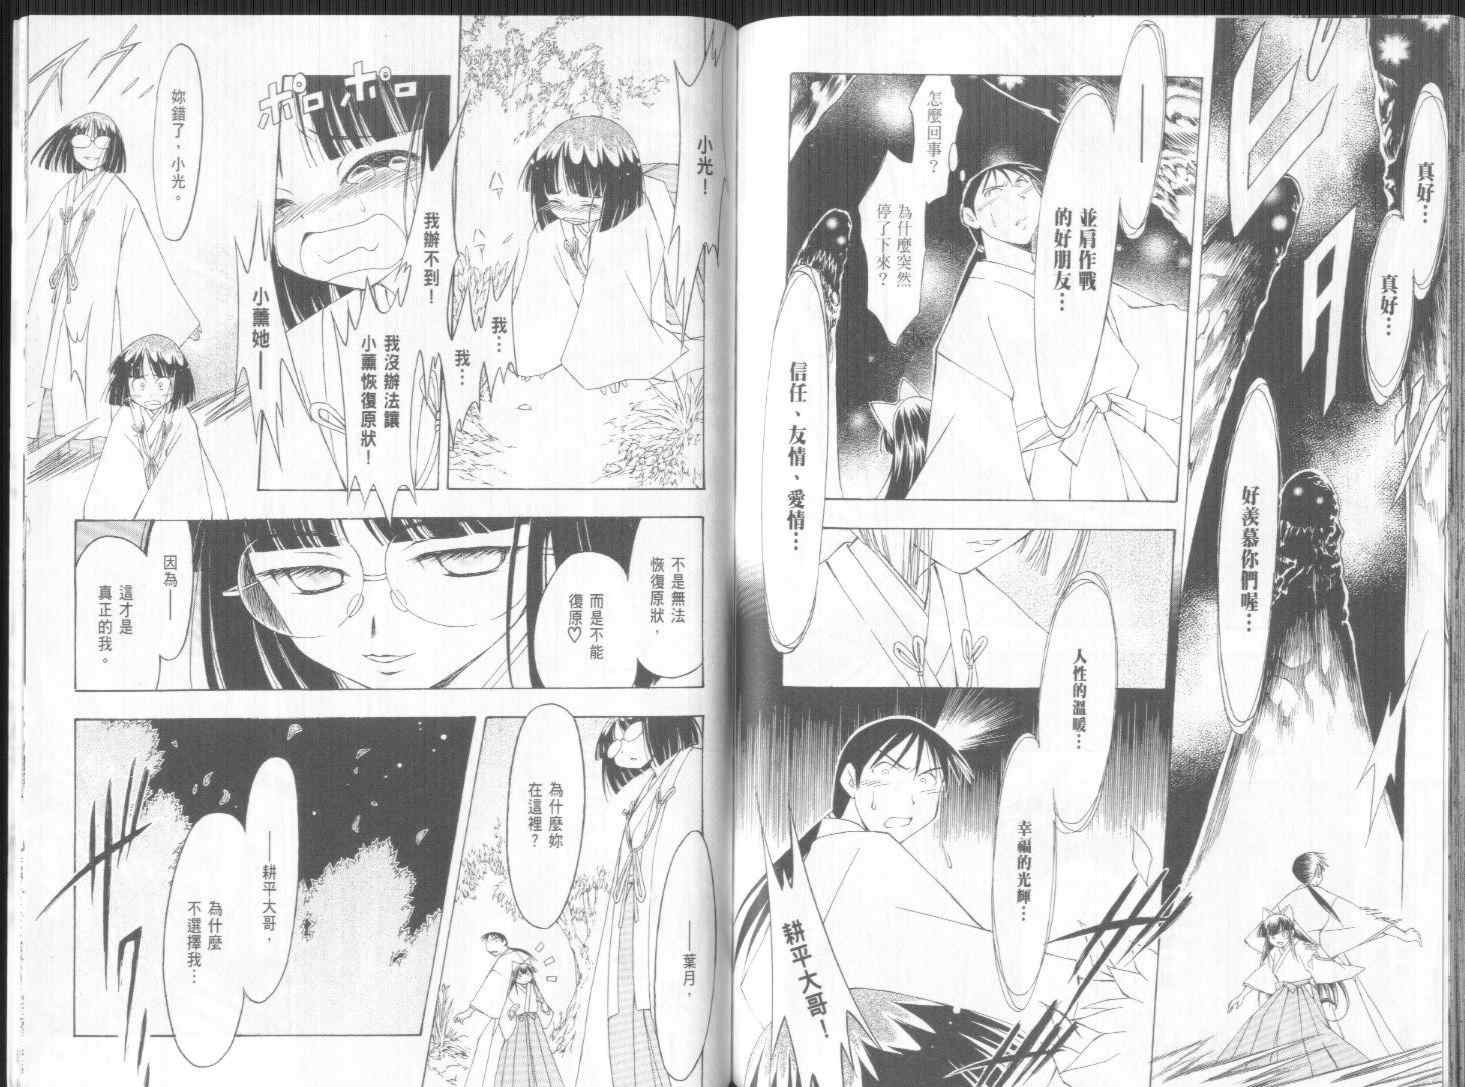 真好…
真好…
ピタ
好羨慕你們喔…
——
並肩作戰
的好朋友…
怎麼回事？
為什麼突然
停了下來？
信任、友情、愛情…
人性的溫暖…
幸福的光輝…
耕平大哥！
小光！
我…
我…
ポロ
ポロ
我辦不到！
我沒辦法讓
小薰恢復原狀！
小薰她——
妳錯了，小光。
不是無法
恢復原狀，
而是不能
復原♡
因為——
這才是
真正的我。
——葉月，
為什麼妳
在這裡？
——耕平大哥，
為什麼
不選擇我…